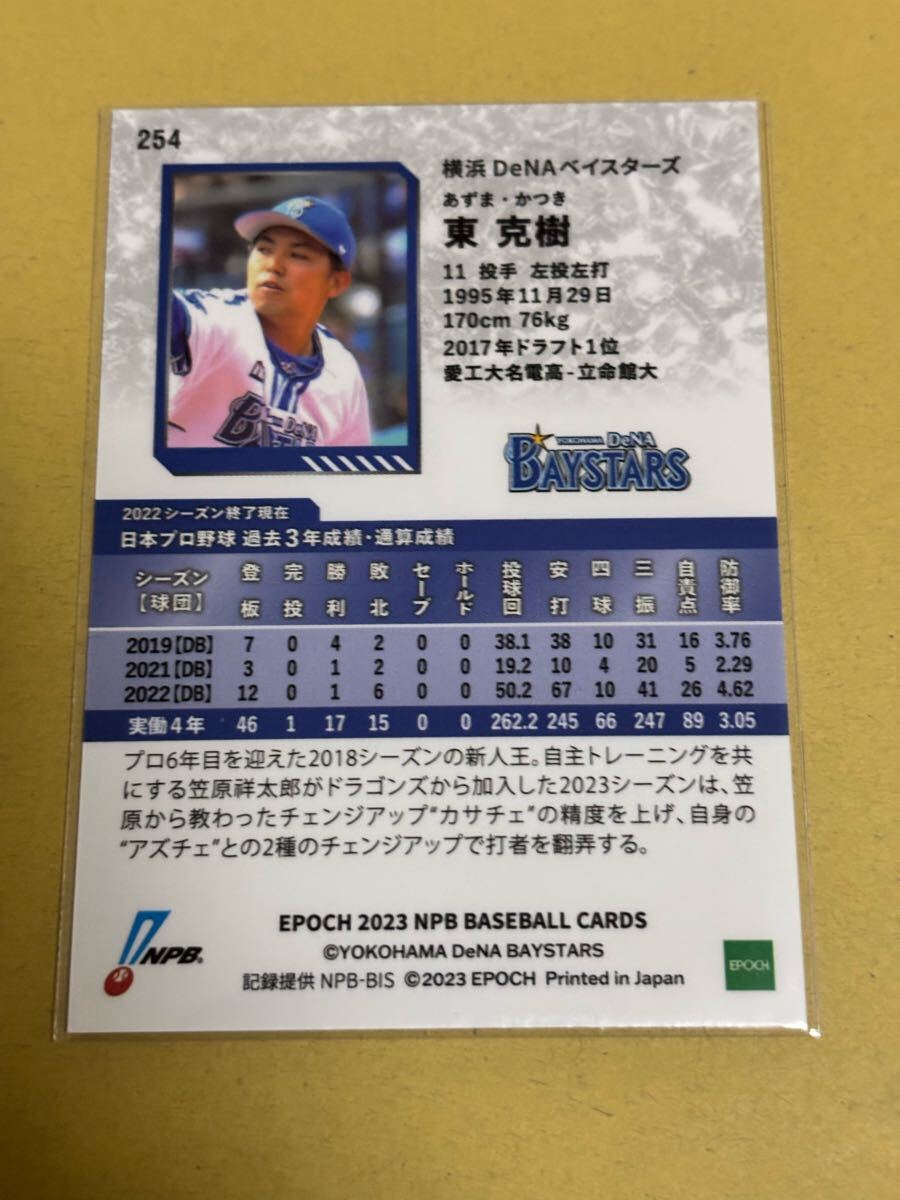 254
横浜 DeNAベイスターズ
あずま・かつき
東 克樹
11 投手 左投左打
1995年11月29日
170cm 76kg
2017年ドラフト1位
愛工大名電高-立命館大
YOKOHAMA DeNA
BAYSTARS
2022シーズン終了現在
日本プロ野球 過去3年成績・通算成績
シーズン【球団】 登板 完投 勝利 敗北 セーブ ホールド 投球回 安打 四球 三振 自責点 防御率
2019【DB】 7 0 4 2 0 0 38.1 38 10 31 16 3.76
2021【DB】 3 0 1 2 0 0 19.2 10 4 20 5 2.29
2022【DB】 12 0 1 6 0 0 50.2 67 10 41 26 4.62
実働4年 46 1 17 15 0 0 262.2 245 66 247 89 3.05
プロ6年目を迎えた2018シーズンの新人王。自主トレーニングを共
にする笠原祥太郎がドラゴンズから加入した2023シーズンは、笠
原から教わったチェンジアップ“カサチェ”の精度を上げ、自身の
“アズチェ”との2種のチェンジアップで打者を翻弄する。
NPB
EPOCH 2023 NPB BASEBALL CARDS
©YOKOHAMA DeNA BAYSTARS
記録提供 NPB-BIS ©2023 EPOCH Printed in Japan
EPOCH